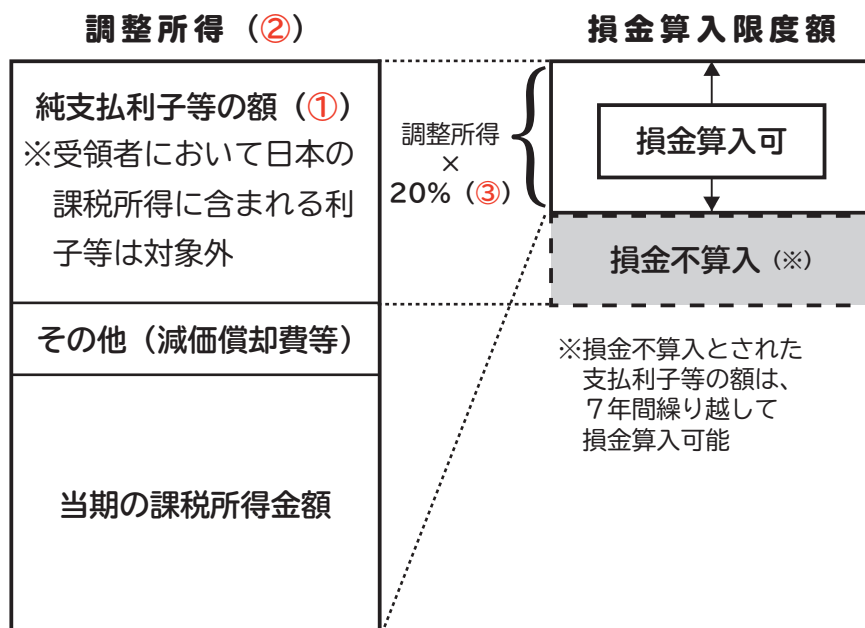 調整所得（②）
純支払利子等の額（①）
※受領者において日本の
課税所得に含まれる利
子等は対象外
その他（減価償却費等）
当期の課税所得金額
調整所得
×
20%（③）
損金算入限度額
損金算入可
損金不算入（※）
※損金不算入とされた
支払利子等の額は、
７年間繰り越して
損金算入可能